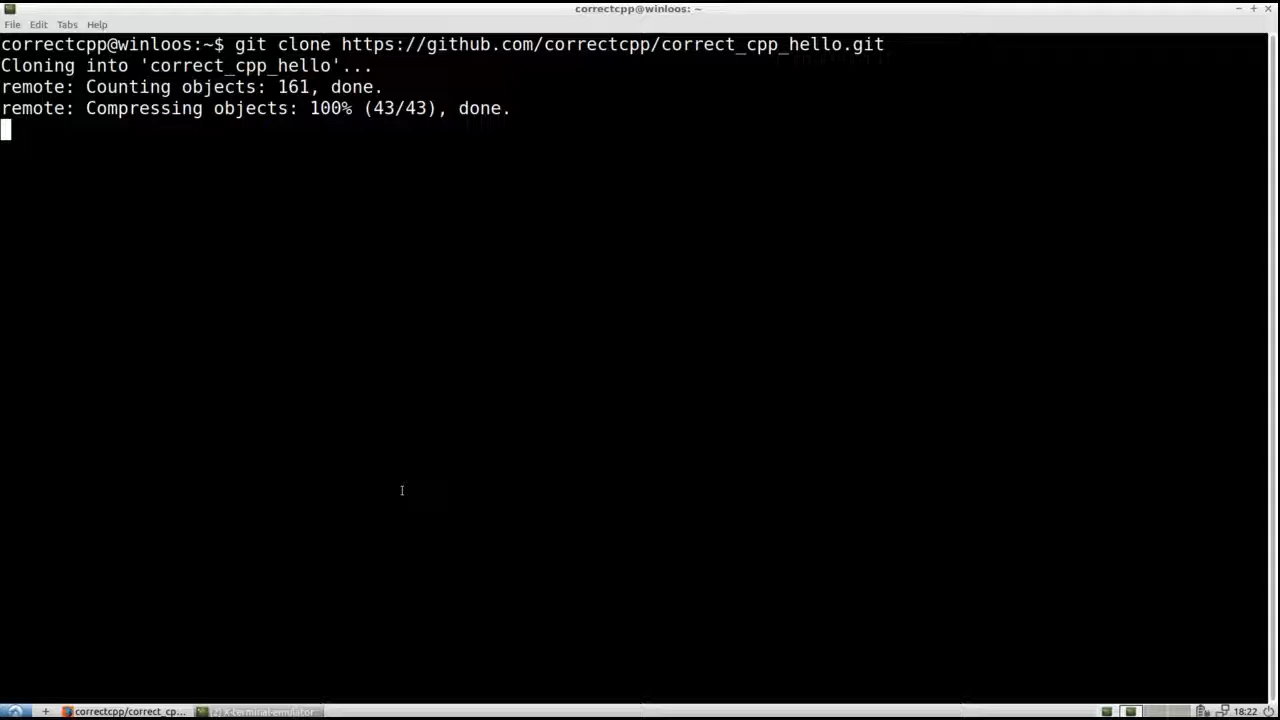 correctcpp@winloos: ~
File Edit Tabs Help
correctcpp@winloos:~$ git clone https://github.com/correctcpp/correct_cpp_hello.git
Cloning into 'correct_cpp_hello'...
remote: Counting objects: 161, done.
remote: Compressing objects: 100% (43/43), done.
correctcpp/correct_cp... x-terminal-emulator 18:22